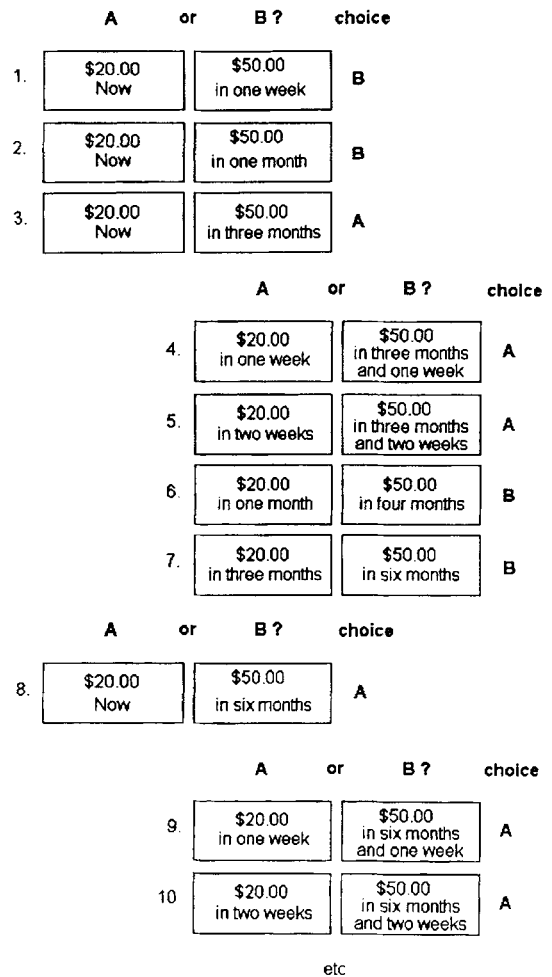 A or B ? choice
1. $20.00 $50.00
Now in one week B
2. $20.00 $50.00
Now in one month B
3. $20.00 $50.00
Now in three months A
A or B ? choice
4. $20.00 $50.00
in one week in three months A
and one week
5. $20.00 $50.00
in two weeks in three months A
and two weeks
6. $20.00 $50.00
in one month in four months B
7. $20.00 $50.00
in three months in six months B
A or B ? choice
8. $20.00 $50.00
Now in six months A
A or B ? choice
9. $20.00 $50.00
in one week in six months A
and one week
10 $20.00 $50.00
in two weeks in six months A
and two weeks
etc